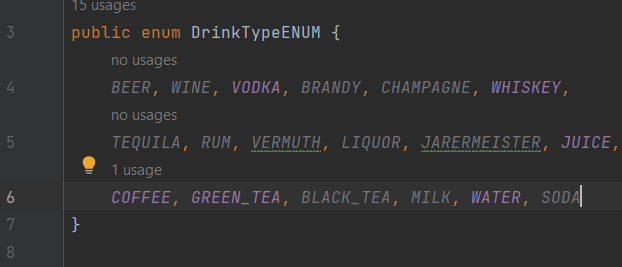 15 usages
3 public enum DrinkTypeENUM {
no usages
4 BEER, WINE, VODKA, BRANDY, CHAMPAGNE, WHISKEY,
no usages
5 TEQUILA, RUM, VERMUTH, LIQUOR, JARERMEISTER, JUICE,
1 usage
6 COFFEE, GREEN_TEA, BLACK_TEA, MILK, WATER, SODA
7 }
8